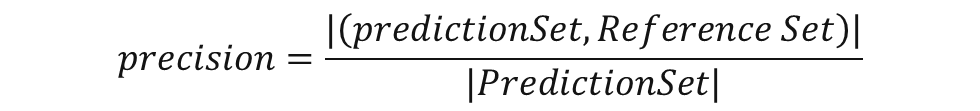 precision = |(predictionSet, Reference Set)| / |PredictionSet|